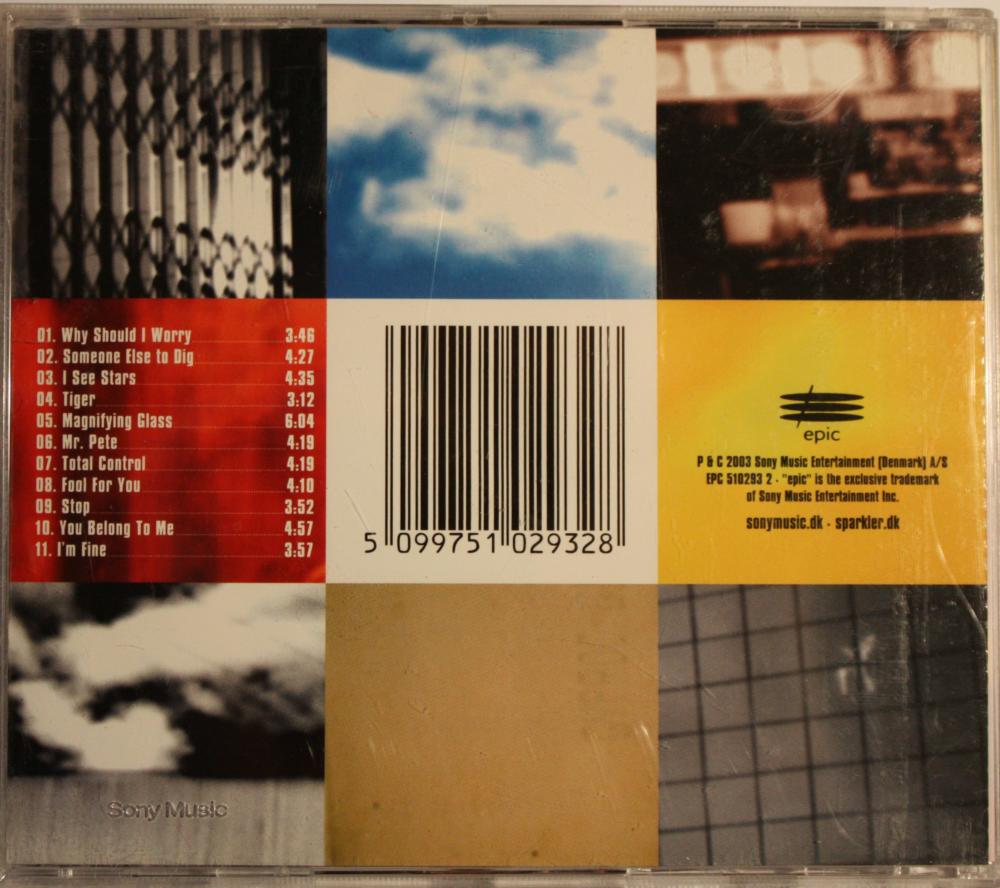 01. Why Should I Worry 3:46
02. Someone Else to Dig 4:27
03. I See Stars 4:35
04. Tiger 3:12
05. Magnifying Glass 6:04
06. Mr. Pete 4:19
07. Total Control 4:19
08. Fool For You 4:10
09. Stop 3:52
10. You Belong To Me 4:57
11. I'm Fine 3:57
5 099751 029328
epic
P & C 2003 Sony Music Entertainment (Denmark) A/S
EPC 510293 2 - "epic" is the exclusive trademark
of Sony Music Entertainment Inc.
sonymusic.dk - sparkler.dk
Sony Music